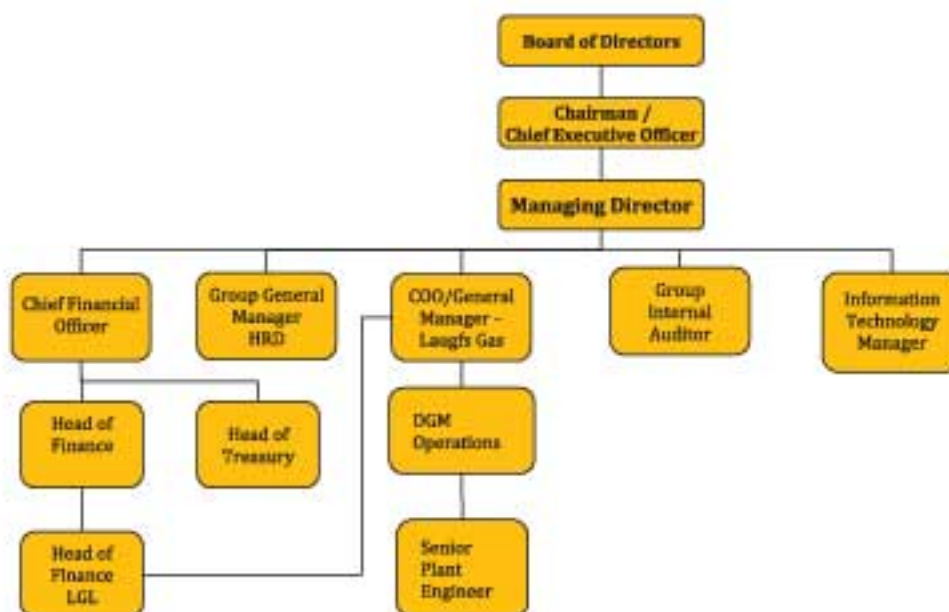 Board of Directors
Chairman /
Chief Executive Officer
Managing Director
Chief Financial
Officer
Group General
Manager
HRD
COO/General
Manager –
Laugfs Gas
Group
Internal
Auditor
Information
Technology
Manager
Head of
Finance
Head of
Treasury
DGM
Operations
Head of
Finance
LGL
Senior
Plant
Engineer